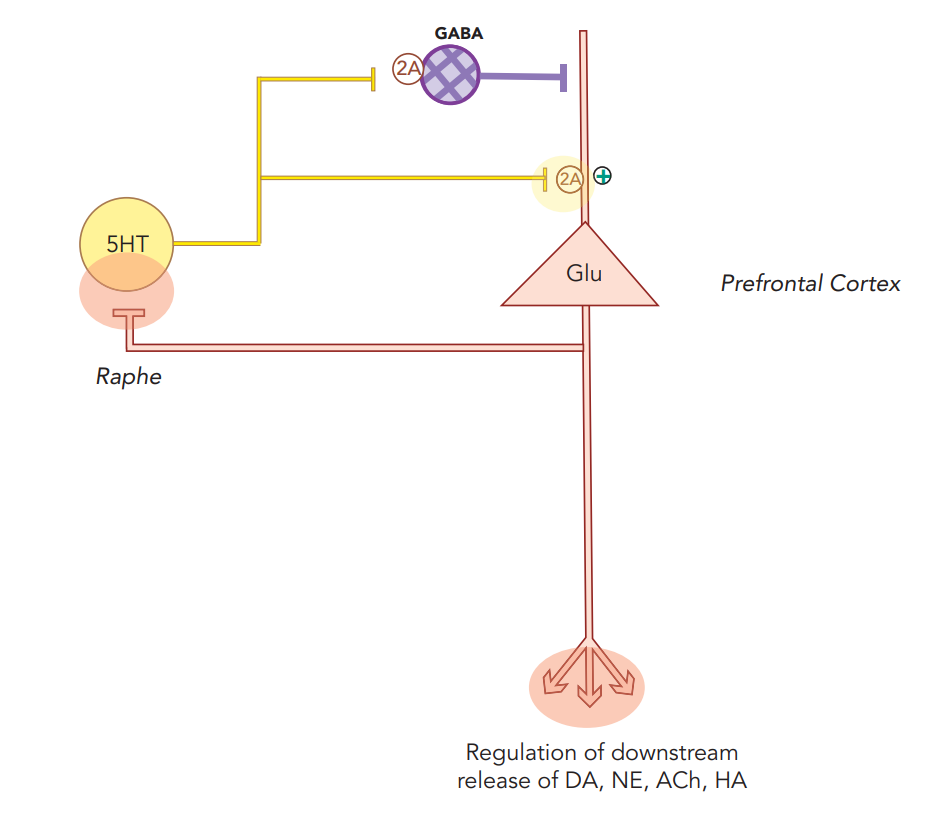 GABA
2A
2A
5HT
Glu
Prefrontal Cortex
Raphe
Regulation of downstream
release of DA, NE, ACh, HA